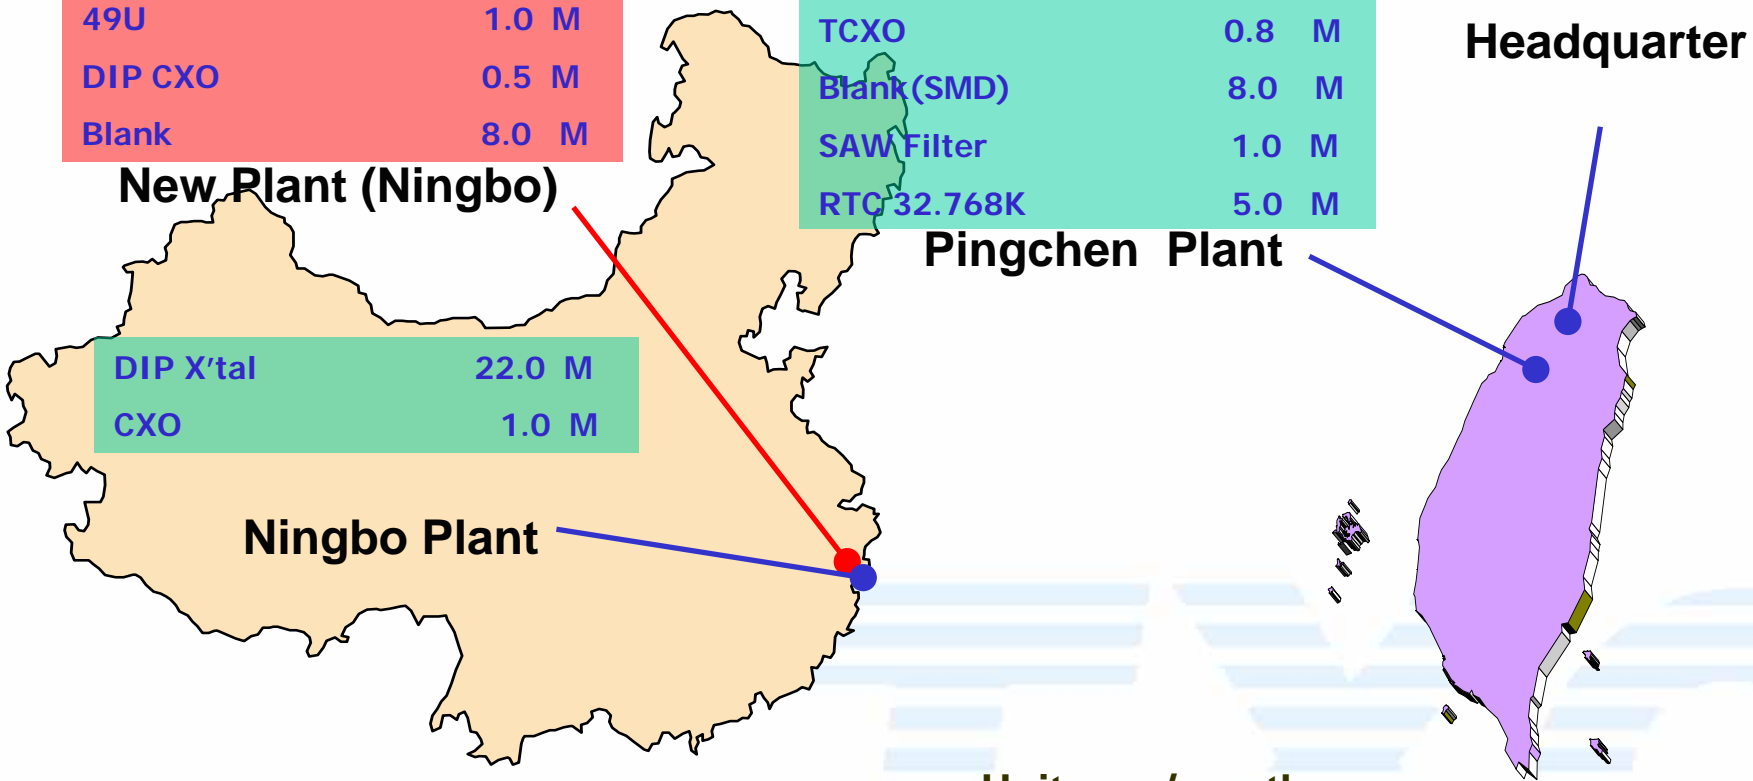 49U 1.0 M
DIP CXO 0.5 M
Blank 8.0 M
New Plant (Ningbo)
TCXO 0.8 M
Blank(SMD) 8.0 M
SAW Filter 1.0 M
RTC 32.768K 5.0 M
Pingchen Plant
Headquarter
DIP X’tal 22.0 M
CXO 1.0 M
Ningbo Plant